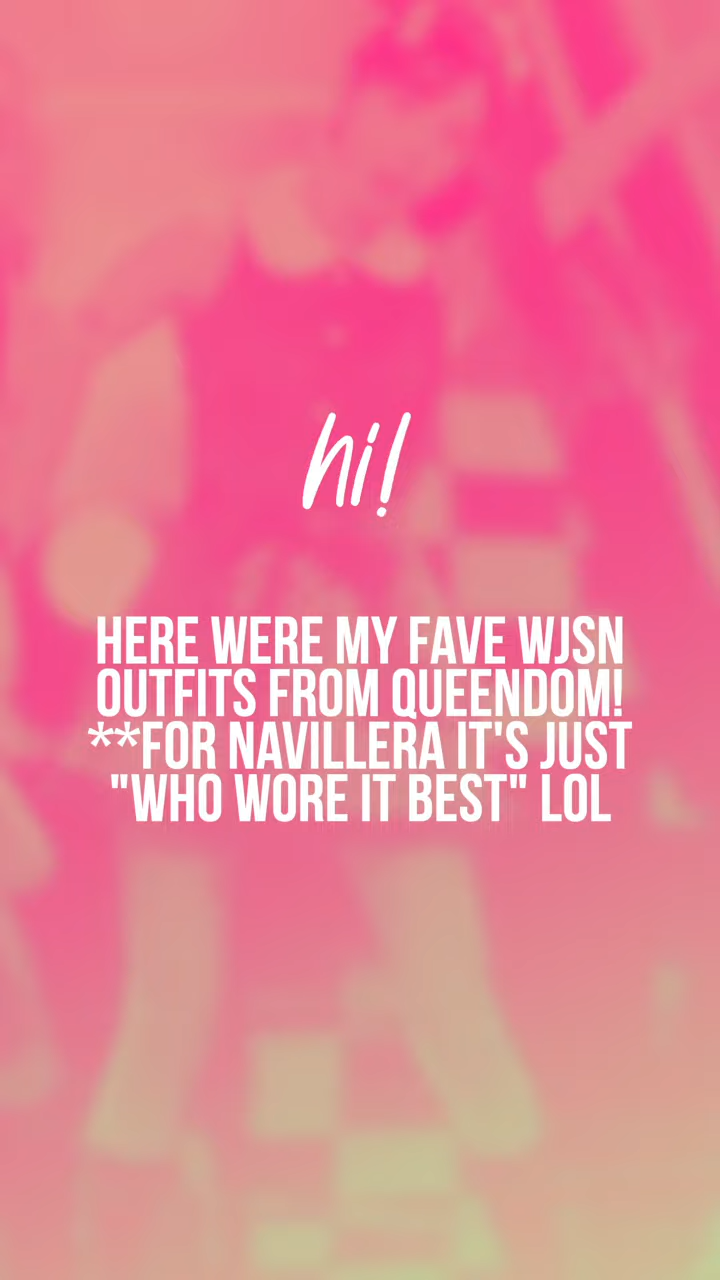 hi!
HERE WERE MY FAVE WJSN
OUTFITS FROM QUEENDOM!
**FOR NAVILLERA IT'S JUST
"WHO WORE IT BEST" LOL